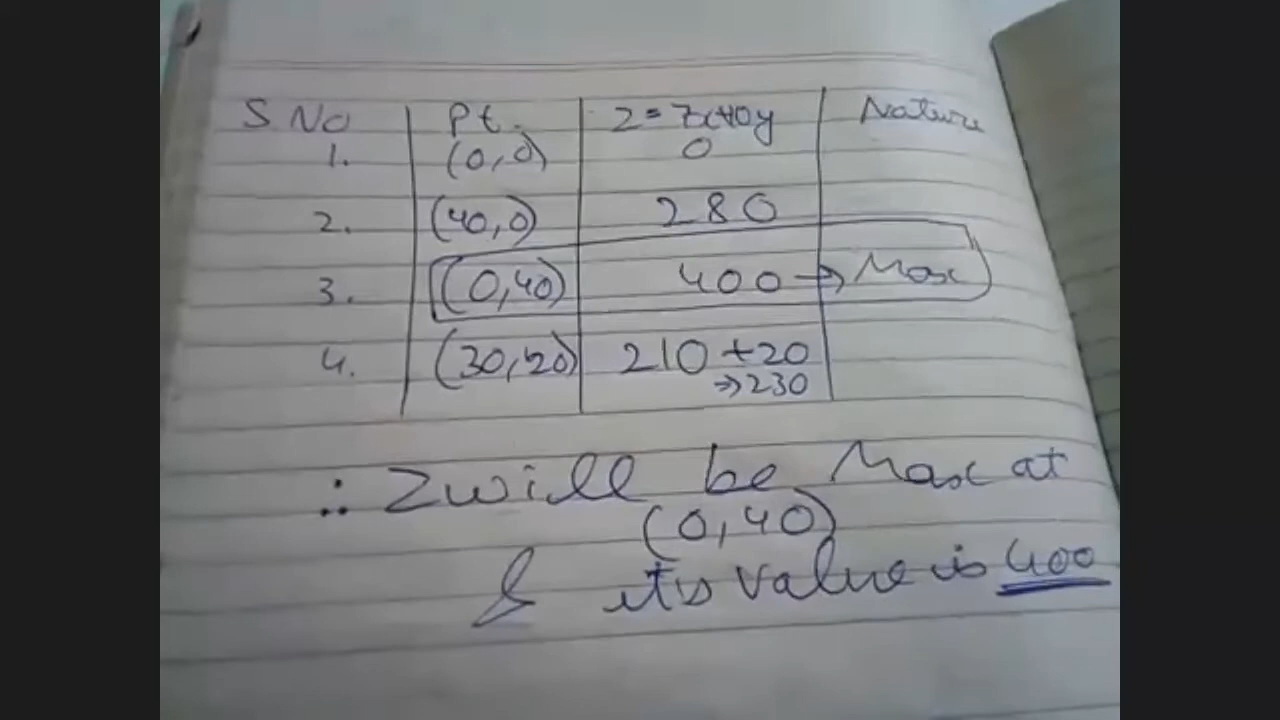 S No Pt. Z = 7x+10y Nature
1. (0,0) 0
2. (40,0) 280
3. (0,40) 400 → Max
4. (30,20) 210 + 20
→ 230
∴ Z will be Max at
(0,40)
& its value is 400